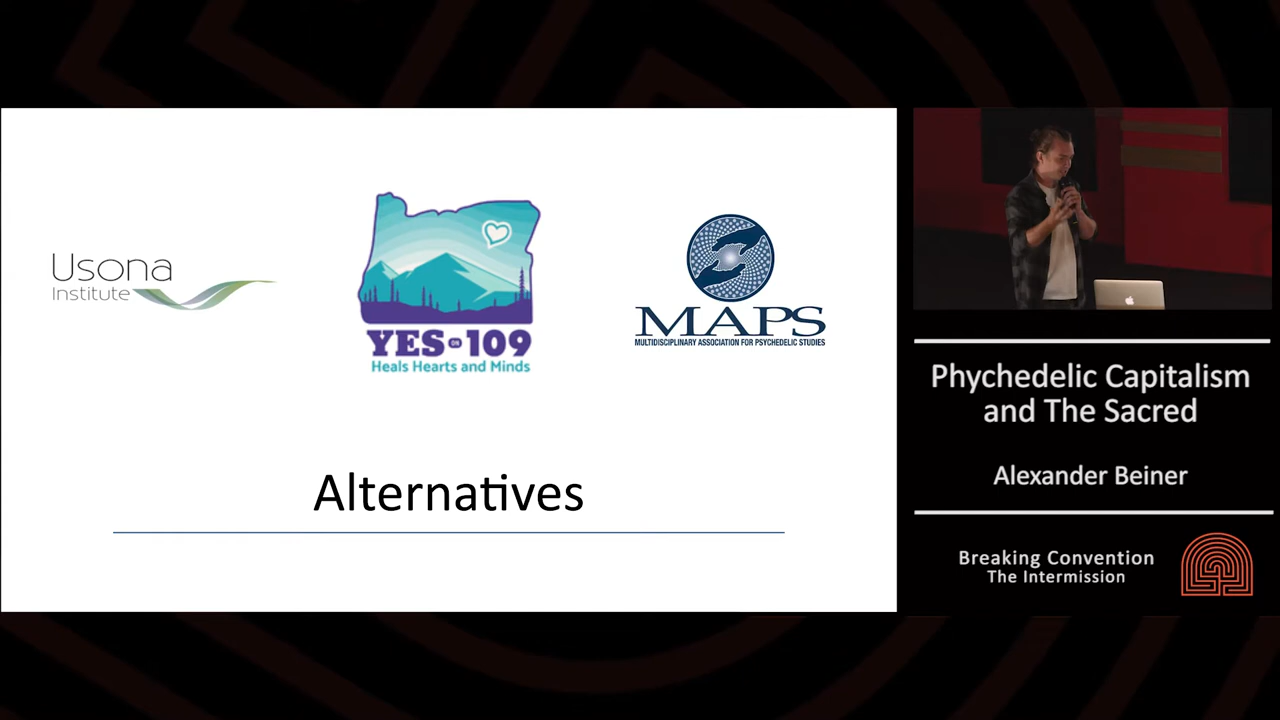 Usona
Institute
YES ON 109
Heals Hearts and Minds
MAPS
MULTIDISCIPLINARY ASSOCIATION FOR PSYCHEDELIC STUDIES
Alternatives
Phychedelic Capitalism
and The Sacred
Alexander Beiner
Breaking Convention
The Intermission